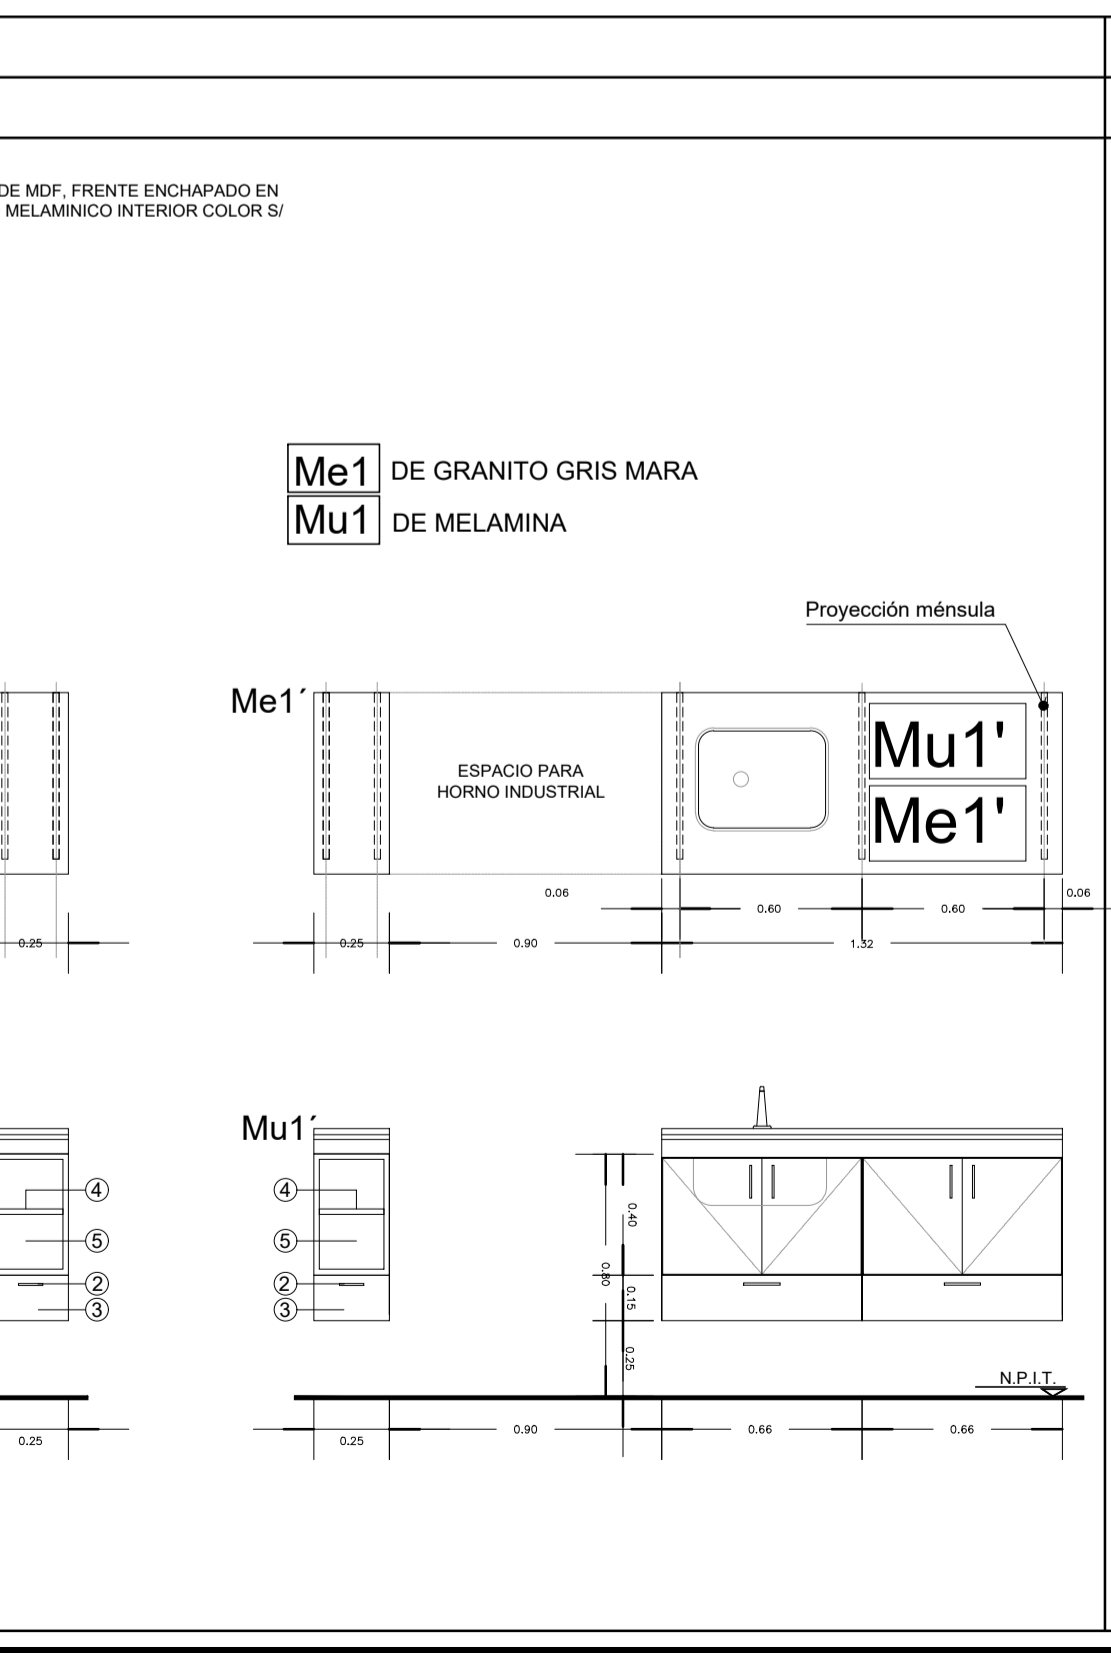 DE MDF, FRENTE ENCHAPADO EN
MELAMINICO INTERIOR COLOR S/
Me1 DE GRANITO GRIS MARA
Mu1 DE MELAMINA
Proyección ménsula
Me1´
ESPACIO PARA
HORNO INDUSTRIAL
Mu1'
Me1'
0.06
0.60
0.60
0.06
0.25
0.25
0.90
1.32
Mu1´
4
4
5
5
2
2
3
3
0.40
0.80
0.15
0.25
N.P.I.T.
0.25
0.25
0.90
0.66
0.66